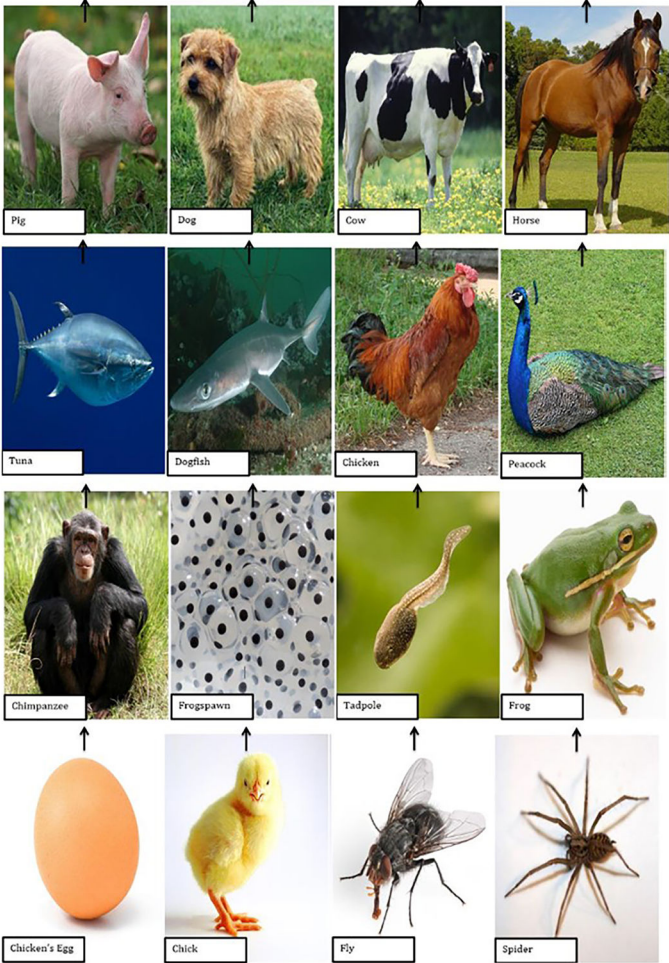 Pig
Dog
Cow
Horse
Tuna
Dogfish
Chicken
Peacock
Chimpanzee
Frogspawn
Tadpole
Frog
Chicken's Egg
Chick
Fly
Spider